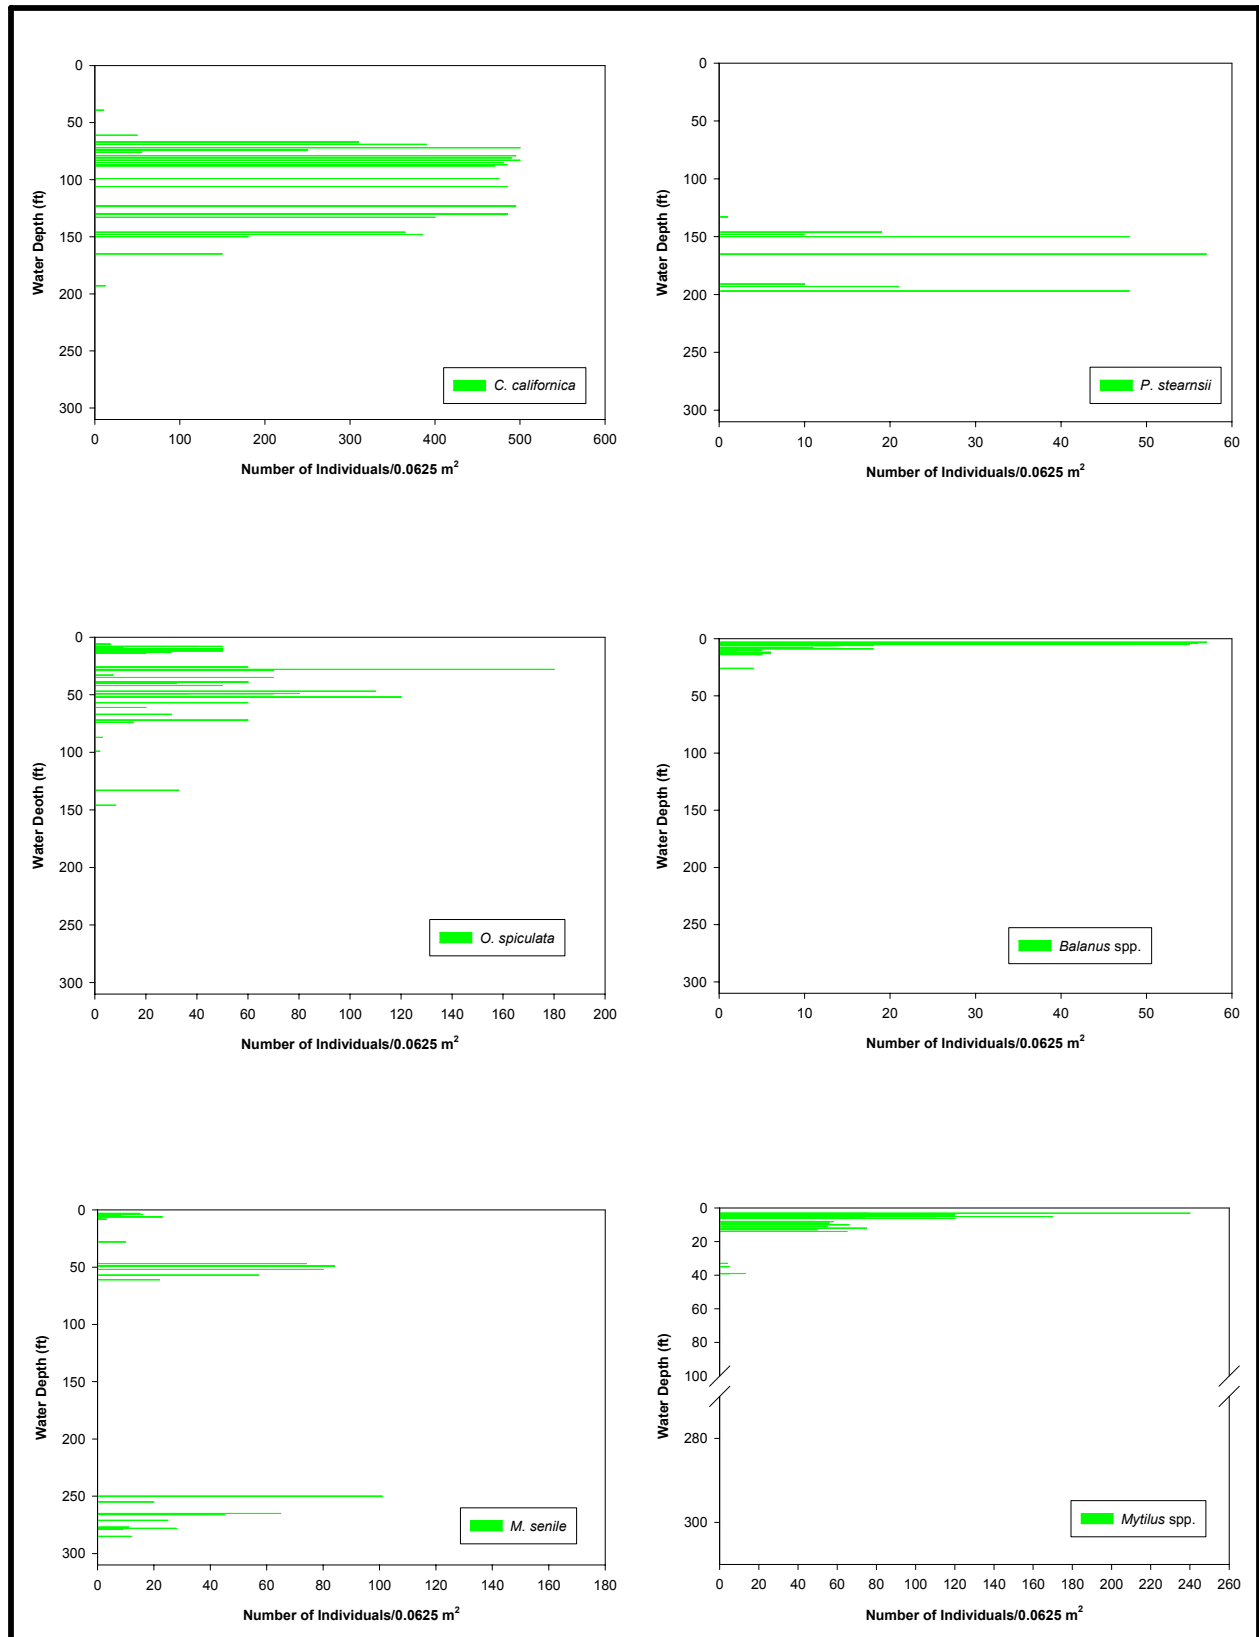 0
50
100
150
200
250
300
Water Depth (ft)
0 100 200 300 400 500 600
Number of Individuals/0.0625 m²
C. californica
0
50
100
150
200
250
300
Water Depth (ft)
0 10 20 30 40 50 60
Number of Individuals/0.0625 m²
P. stearnsii
0
50
100
150
200
250
300
Water Deoth (ft)
0 20 40 60 80 100 120 140 160 180 200
Number of Individuals/0.0625 m²
O. spiculata
0
50
100
150
200
250
300
Water Depth (ft)
0 10 20 30 40 50 60
Number of Individuals/0.0625 m²
Balanus spp.
0
50
100
150
200
250
300
Water Depth (ft)
0 20 40 60 80 100 120 140 160 180
Number of Individuals/0.0625 m²
M. senile
0
20
40
60
80
100
280
300
Water Depth (ft)
0 20 40 60 80 100 120 140 160 180 200 220 240 260
Number of Individuals/0.0625 m²
Mytilus spp.